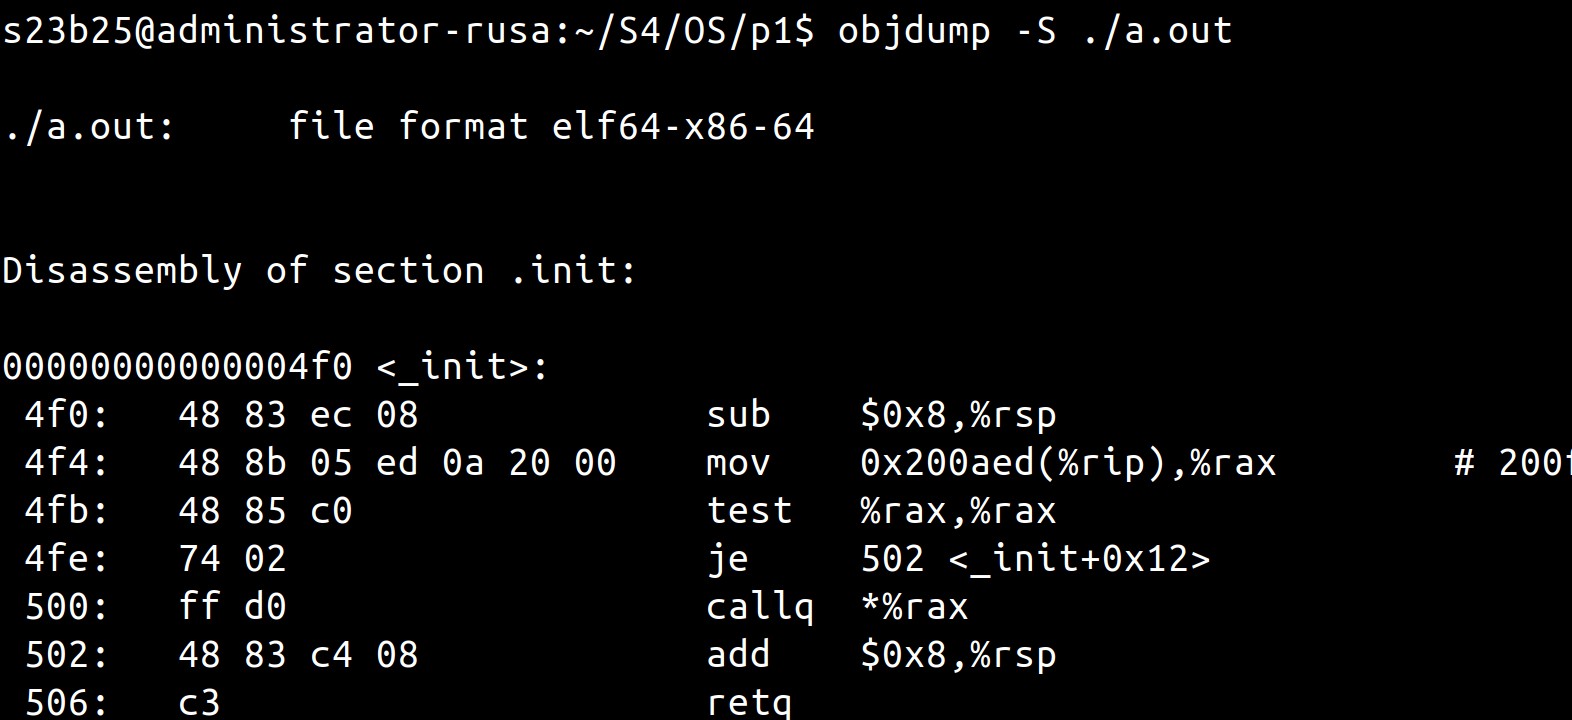 s23b25@administrator-rusa:~/S4/OS/p1$ objdump -S ./a.out
./a.out:     file format elf64-x86-64
Disassembly of section .init:
00000000000004f0 <_init>:
 4f0:	48 83 ec 08          	sub    $0x8,%rsp
 4f4:	48 8b 05 ed 0a 20 00 	mov    0x200aed(%rip),%rax        # 200f
 4fb:	48 85 c0             	test   %rax,%rax
 4fe:	74 02                	je     502 <_init+0x12>
 500:	ff d0                	callq  *%rax
 502:	48 83 c4 08          	add    $0x8,%rsp
 506:	c3                   	retq